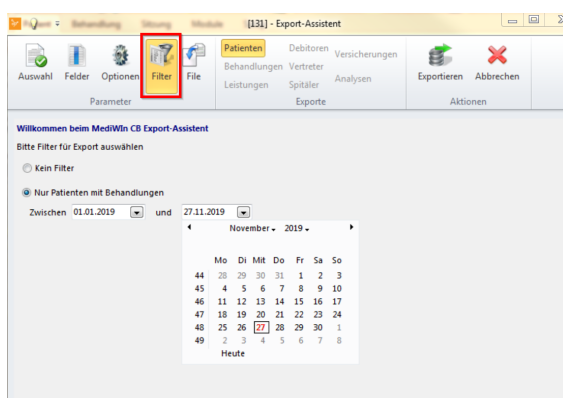 [131] - Export-Assistent
Auswahl Felder Optionen Filter File
Parameter
Patienten Debitoren Versicherungen
Behandlungen Vertreter
Leistungen Spitäler Analysen
Exporte
Exportieren Abbrechen
Aktionen
Willkommen beim MediWIn CB Export-Assistent
Bitte Filter für Export auswählen
Kein Filter
Nur Patienten mit Behandlungen
Zwischen 01.01.2019 und 27.11.2019
November 2019
Mo Di Mit Do Fr Sa So
44 28 29 30 31 1 2 3
45 4 5 6 7 8 9 10
46 11 12 13 14 15 16 17
47 18 19 20 21 22 23 24
48 25 26 27 28 29 30 1
49 2 3 4 5 6 7 8
Heute